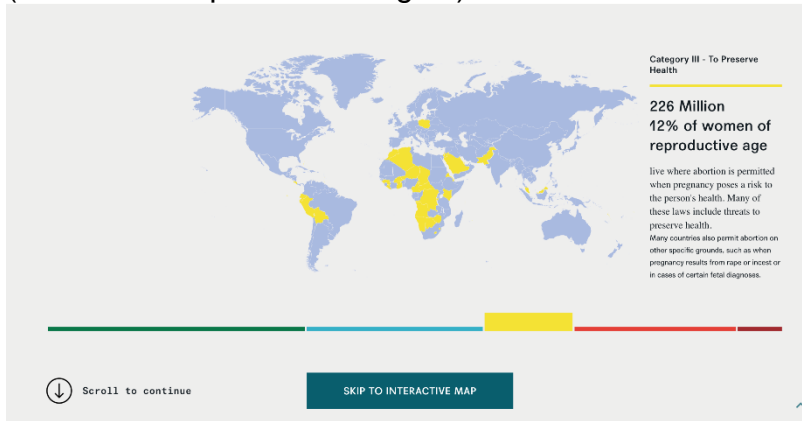 Category III - To Preserve
Health
226 Million
12% of women of
reproductive age
live where abortion is permitted
when pregnancy poses a risk to
the person's health. Many of
these laws include threats to
preserve health.
Many countries also permit abortion on
other specific grounds, such as when
pregnancy results from rape or incest or
in cases of certain fetal diagnoses.
Scroll to continue
SKIP TO INTERACTIVE MAP